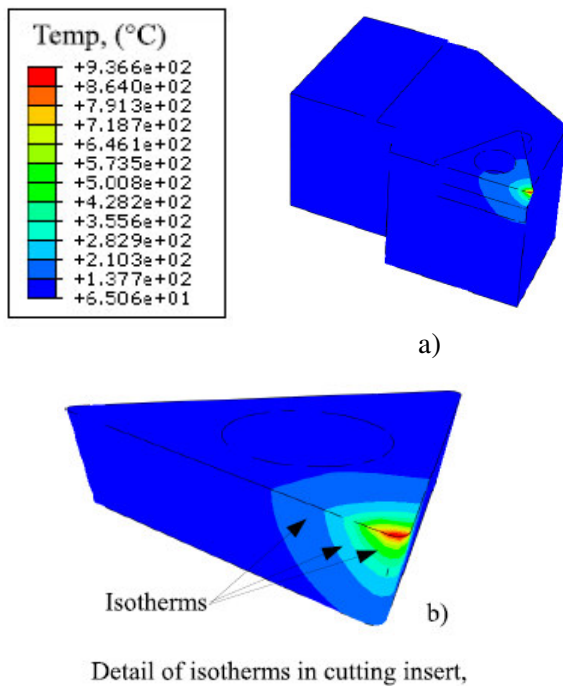 Temp, (°C)
+9.366e+02
+8.640e+02
+7.913e+02
+7.187e+02
+6.461e+02
+5.735e+02
+5.008e+02
+4.282e+02
+3.556e+02
+2.829e+02
+2.103e+02
+1.377e+02
+6.506e+01
a)
Isotherms
b)
Detail of isotherms in cutting insert,